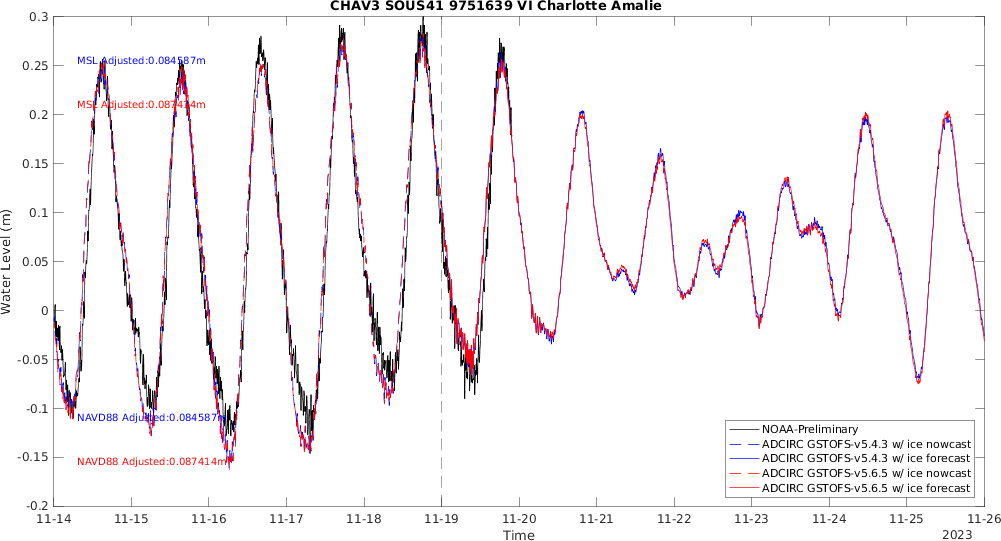 CHAV3 SOUS41 9751639 VI Charlotte Amalie
0.3
0.25
0.2
0.15
0.1
0.05
0
-0.05
-0.1
-0.15
-0.2
Water Level (m)
MSL Adjusted:0.084587m
MSL Adjusted:0.087414m
NAVD88 Adjusted:0.084587m
NAVD88 Adjusted:0.087414m
NOAA-Preliminary
ADCIRC GSTOFS-v5.4.3 w/ ice nowcast
ADCIRC GSTOFS-v5.4.3 w/ ice forecast
ADCIRC GSTOFS-v5.6.5 w/ ice nowcast
ADCIRC GSTOFS-v5.6.5 w/ ice forecast
11-14 11-15 11-16 11-17 11-18 11-19 11-20 11-21 11-22 11-23 11-24 11-25 11-26
Time
2023